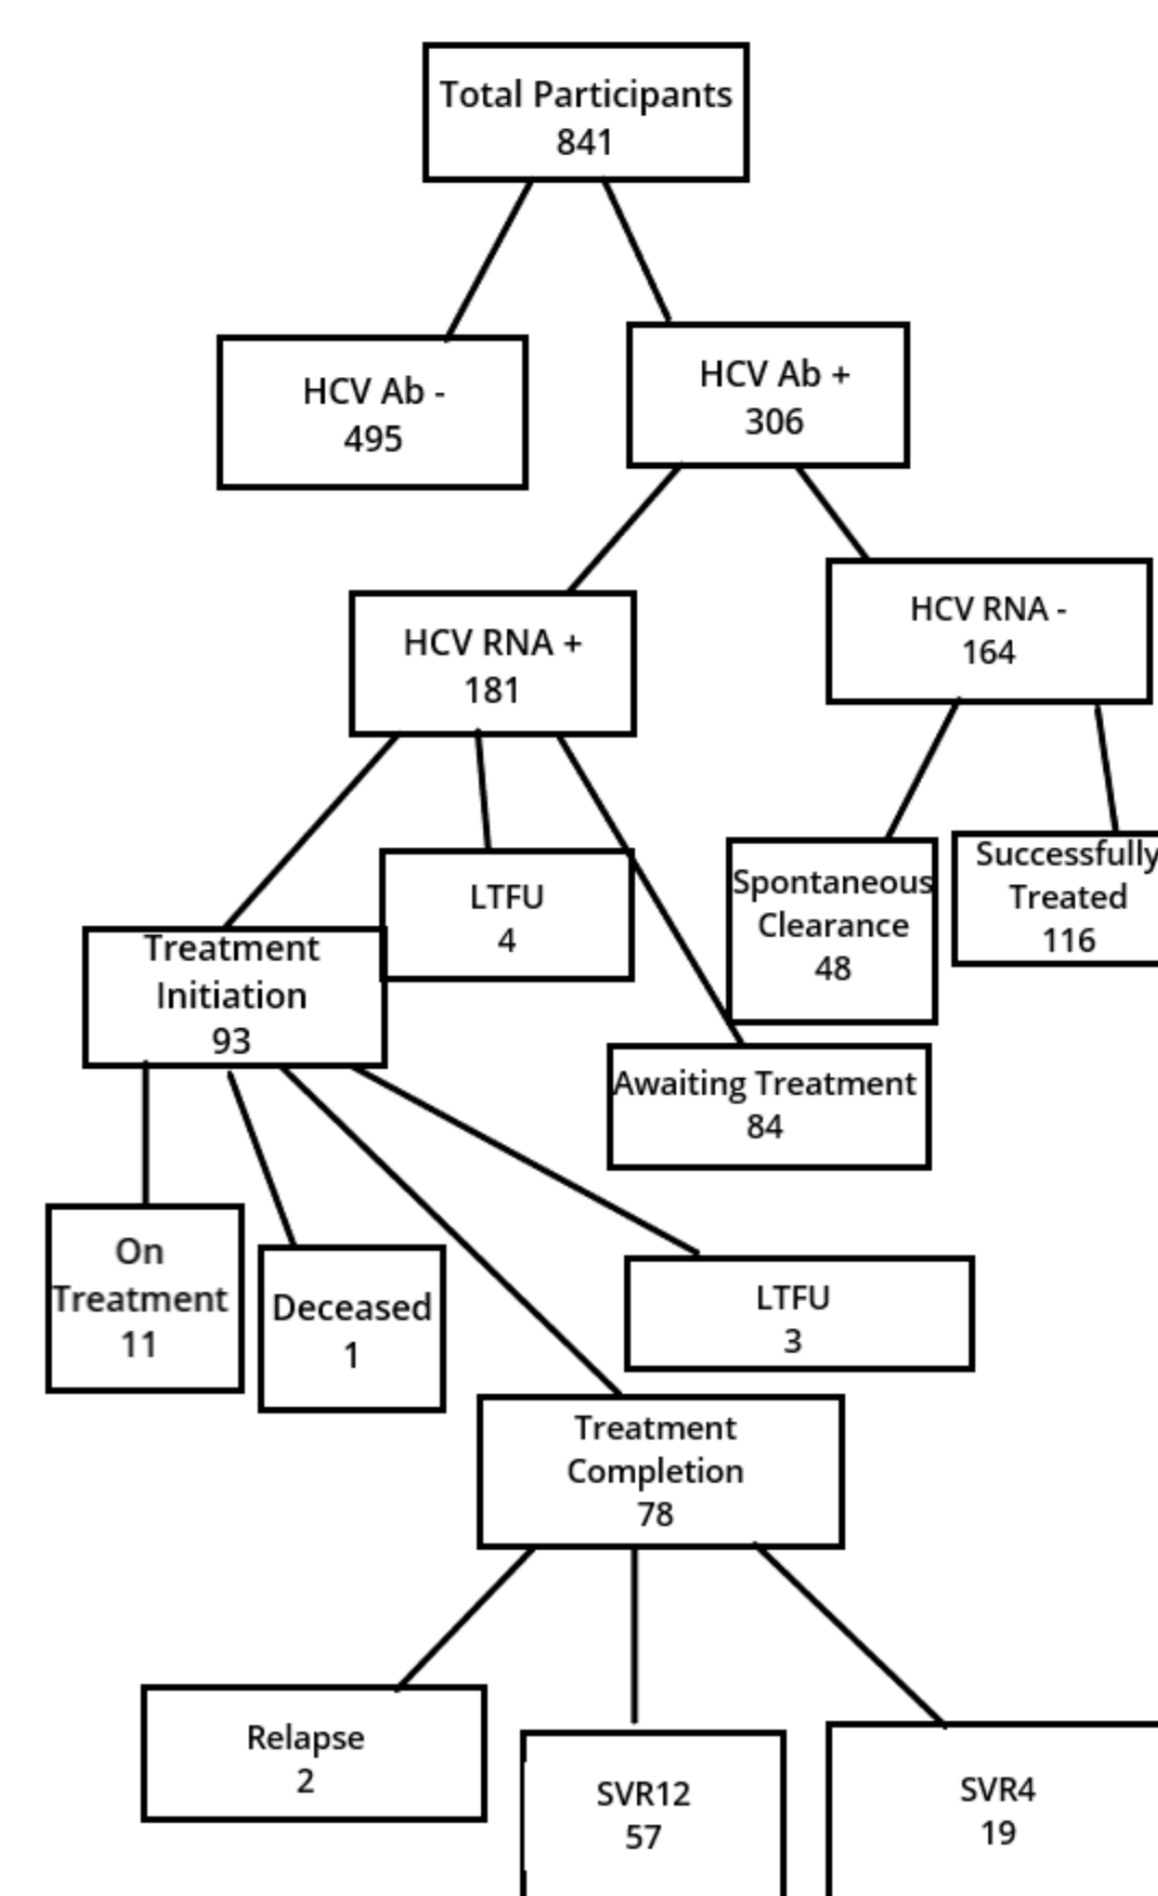 Total Participants
841
HCV Ab -
495
HCV Ab +
306
HCV RNA +
181
HCV RNA -
164
Treatment
Initiation
93
LTFU
4
Spontaneous
Clearance
48
Successfully
Treated
116
Awaiting Treatment
84
On
Treatment
11
Deceased
1
LTFU
3
Treatment
Completion
78
Relapse
2
SVR12
57
SVR4
19